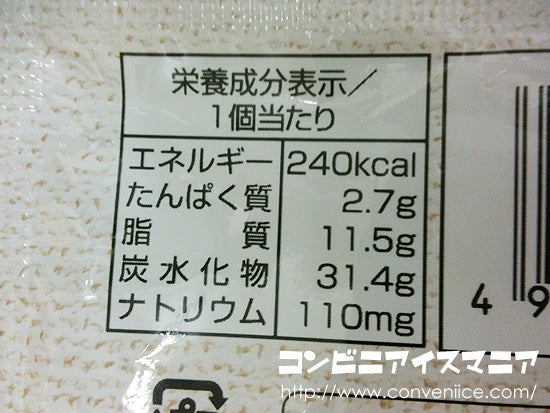 栄養成分表示／
1個当たり
エネルギー 240kcal
たんぱく質 2.7g
脂 質 11.5g
炭水化物 31.4g
ナトリウム 110mg
4 9
コンビニアイスマニア
http://www.conveniice.com/